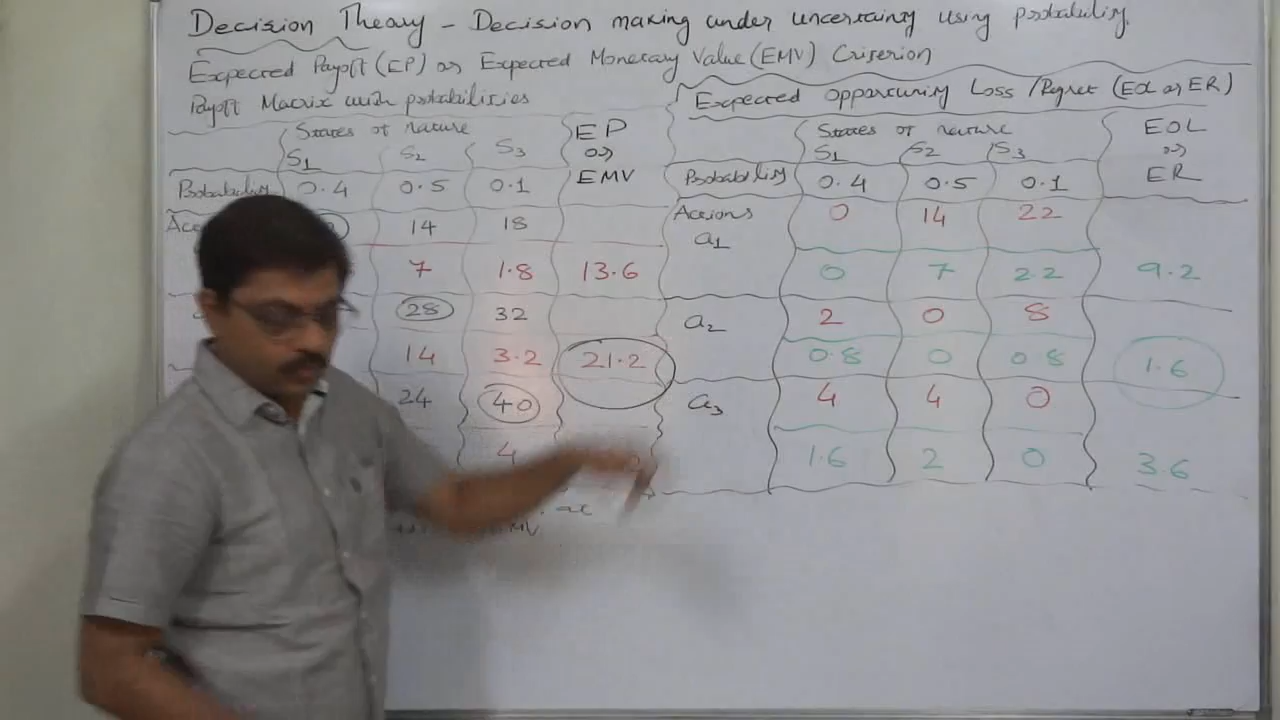 Decision Theory - Decision making under uncertainty using probability
Expected Payoff (EP) or Expected Monetary Value (EMV) Criterion
Payoff Matrix with probabilities
Expected Opportunity Loss / Regret (EOL or ER)
States of nature
EP
or
EMV
S1 S2 S3
Probability 0.4 0.5 0.1
14 18
7 1.8 13.6
28 32
14 3.2 21.2
24 40
4
EMV
States of nature
EOL
or
ER
S1 S2 S3
Probability 0.4 0.5 0.1
Actions 0 14 22
a1
0 7 2.2 9.2
a2 2 0 8
0.8 0 0.8 1.6
a3 4 4 0
1.6 2 0 3.6